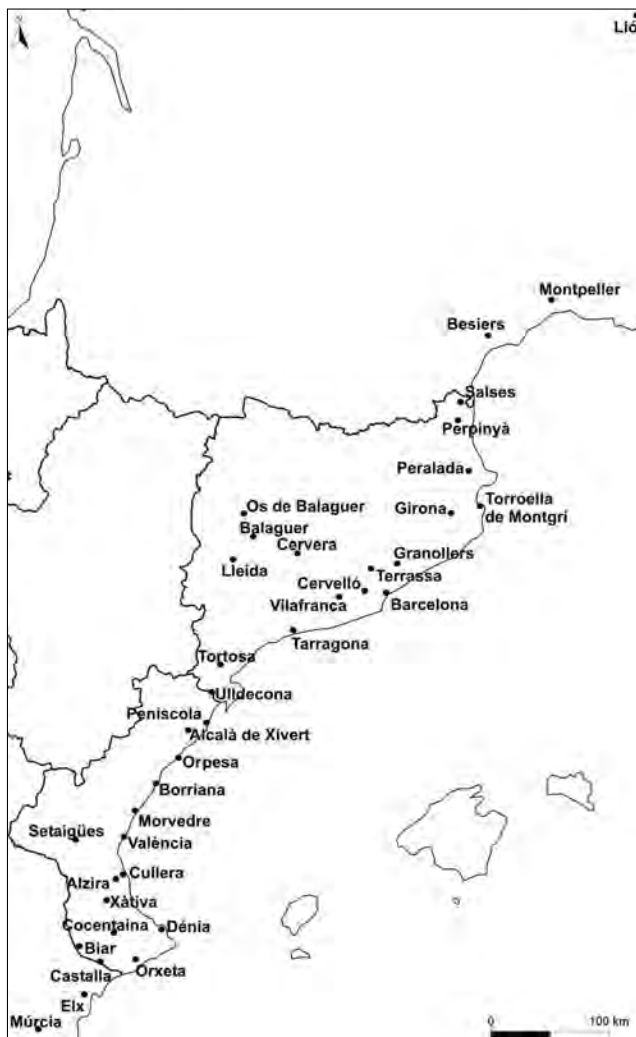 Lió
Montpeller
Besiers
Salses
Perpinyà
Peralada
Os de Balaguer
Girona
Torroella
de Montgrí
Balaguer
Cervera
Granollers
Lleida
Terrassa
Cervelló
Vilafranca
Barcelona
Tarragona
Tortosa
Ulldecona
Peníscola
Alcalà de Xivert
Orpesa
Borriana
Morvedre
Setaigües
València
Cullera
Alzira
Xàtiva
Cocentaina
Dénia
Biar
Castalla
Orxeta
Elx
Múrcia
0 100 km